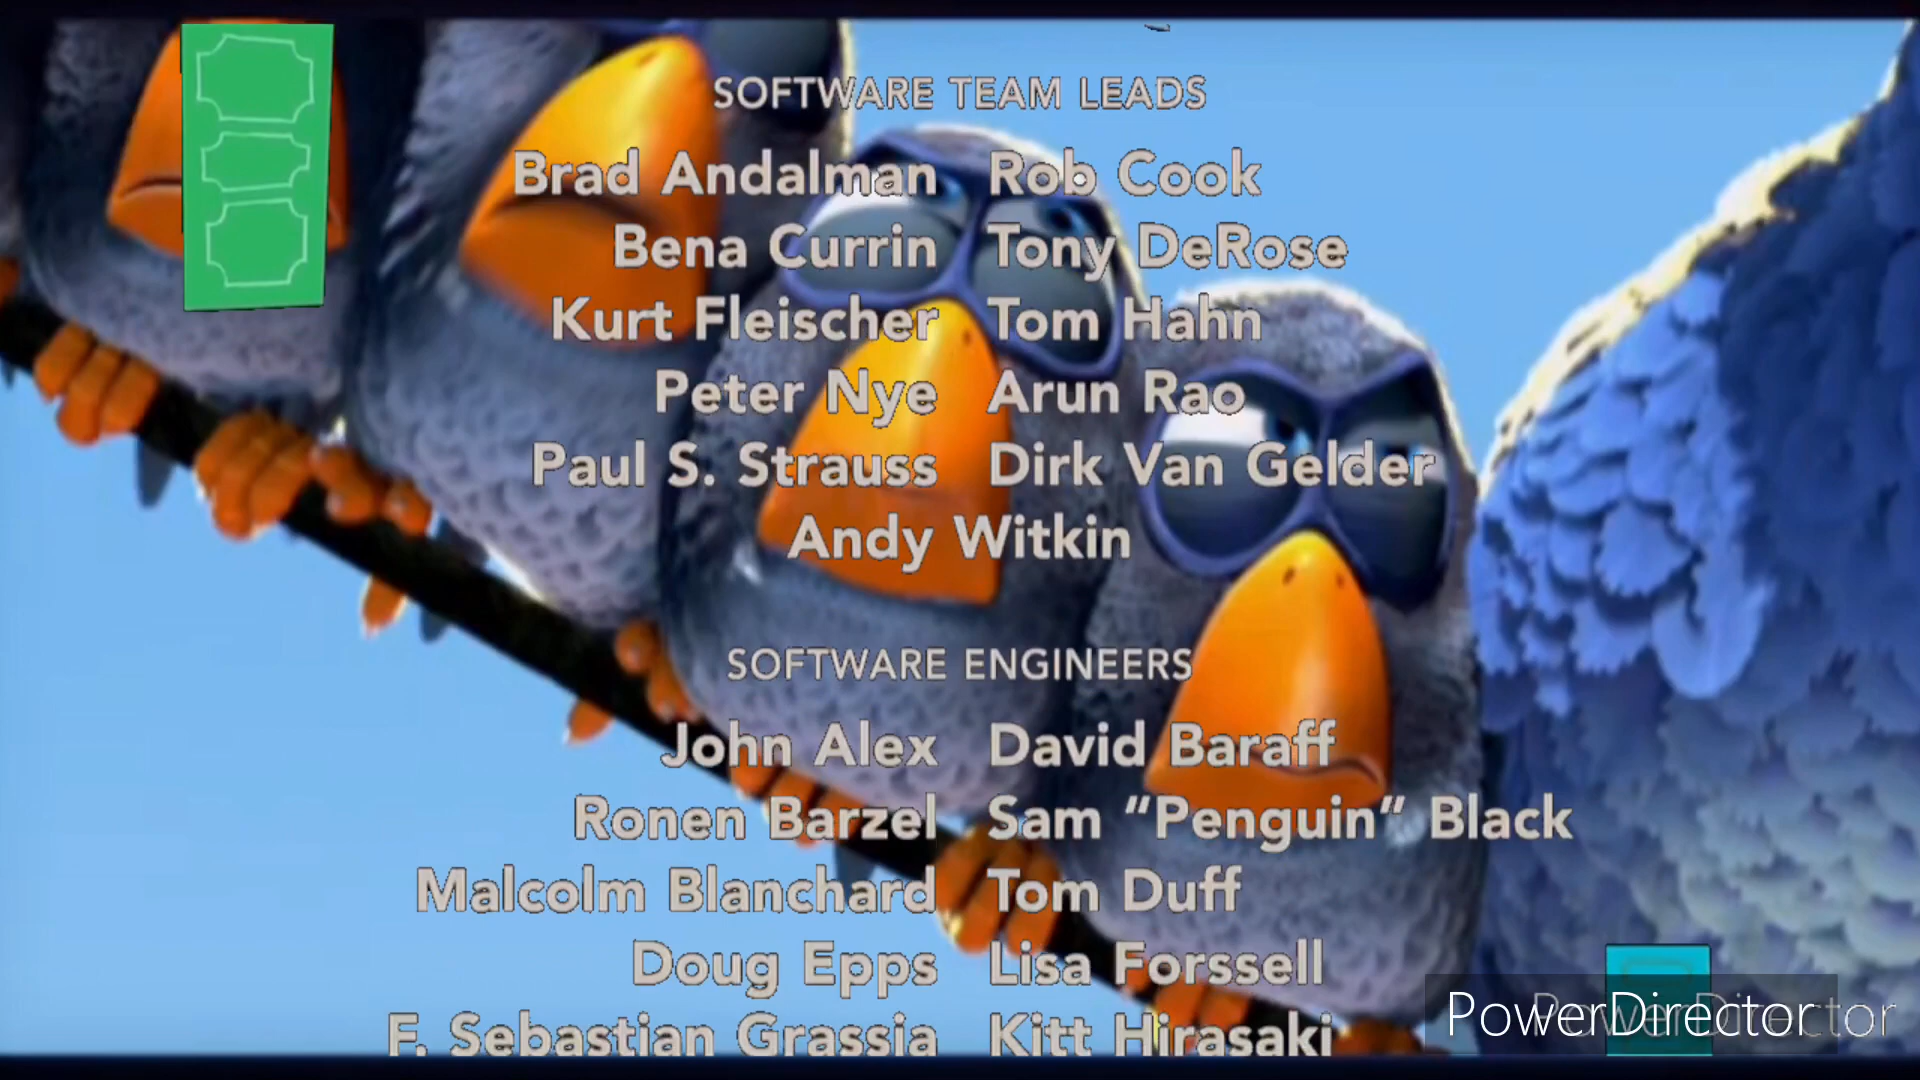 SOFTWARE TEAM LEADS
Brad Andalman Rob Cook
Bena Currin Tony DeRose
Kurt Fleischer Tom Hahn
Peter Nye Arun Rao
Paul S. Strauss Dirk Van Gelder
Andy Witkin
SOFTWARE ENGINEERS
John Alex David Baraff
Ronen Barzel Sam “Penguin” Black
Malcolm Blanchard Tom Duff
Doug Epps Lisa Forssell
F. Sebastian Grassia Kitt Hirasaki
PowerDirector
PowerDirector